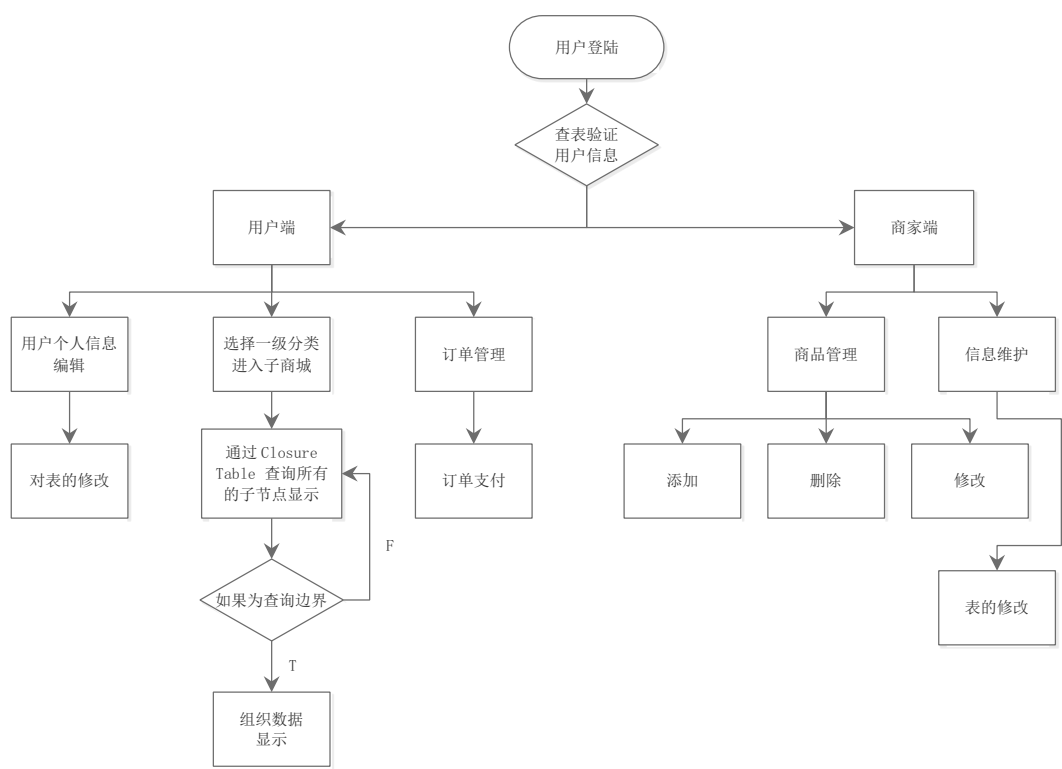 用户登陆
查表验证
用户信息
用户端
商家端
用户个人信息
编辑
选择一级分类
进入子商城
订单管理
商品管理
信息维护
对表的修改
通过 Closure
Table 查询所有
的子节点显示
订单支付
添加
删除
修改
F
如果为查询边界
表的修改
T
组织数据
显示